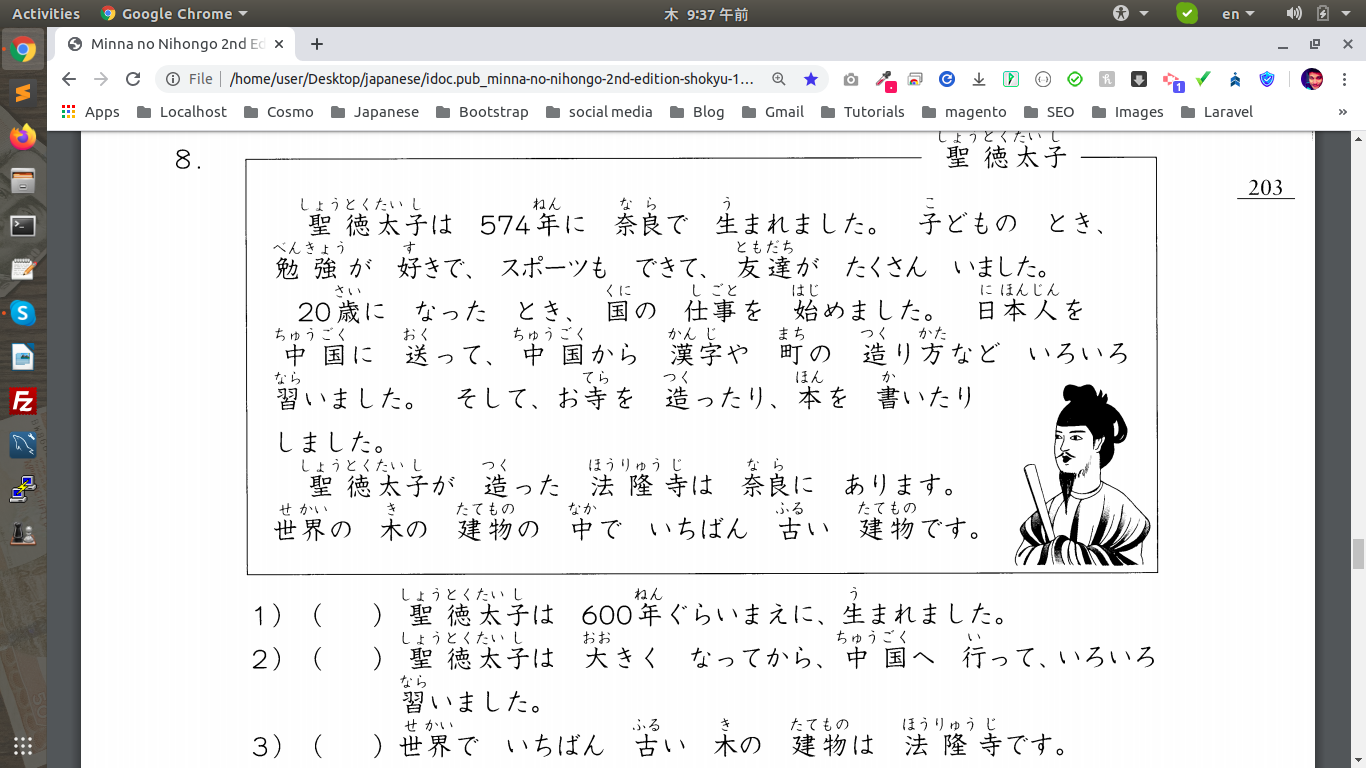 Activities Google Chrome 木 9:37 午前 en
Minna no Nihongo 2nd Ed
File /home/user/Desktop/japanese/idoc.pub_minna-no-nihongo-2nd-edition-shokyu-1… 1
Apps Localhost Cosmo Japanese Bootstrap social media Blog Gmail Tutorials magento SEO Images Laravel »
しょうとくたいし
8. 聖徳太子
203
しょうとくたいし ねん なら う こ
聖徳太子は 574年に 奈良で 生まれました。 子どもの とき、
べんきょう す ともだち
勉強が 好きで、 スポーツも できて、 友達が たくさん いました。
さい くに しごと はじ にほんじん
20歳に なった とき、 国の 仕事を 始めました。 日本人を
ちゅうごく おく ちゅうごく かんじ まち つく かた
中国に 送って、 中国から 漢字や 町の 造り方など いろいろ
なら てら つく ほん か
習いました。 そして、お寺を 造ったり、本を 書いたり
しました。
しょうとくたいし つく ほうりゅうじ なら
聖徳太子が 造った 法隆寺は 奈良に あります。
せかい き たてもの なか ふる たてもの
世界の 木の 建物の 中で いちばん 古い 建物です。
しょうとくたいし ねん う
1) ( ) 聖徳太子は 600年ぐらいまえに、生まれました。
しょうとくたいし おお ちゅうごく い
2) ( ) 聖徳太子は 大きく なってから、中国へ 行って、いろいろ
なら
習いました。
せかい ふる き たてもの ほうりゅうじ
3) ( ) 世界で いちばん 古い 木の 建物は 法隆寺です。